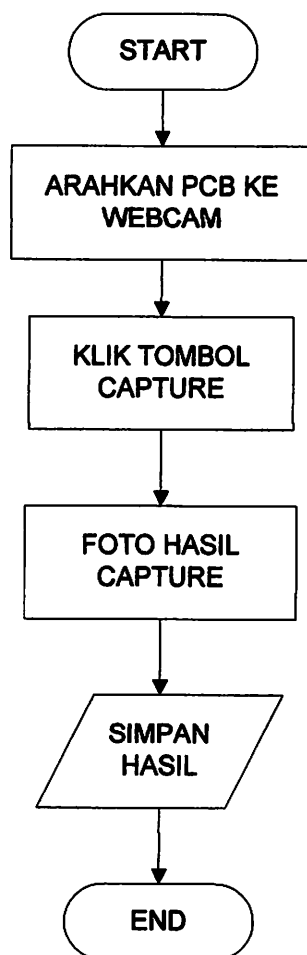 START
ARAHKAN PCB KE
WEBCAM
KLIK TOMBOL
CAPTURE
FOTO HASIL
CAPTURE
SIMPAN
HASIL
END